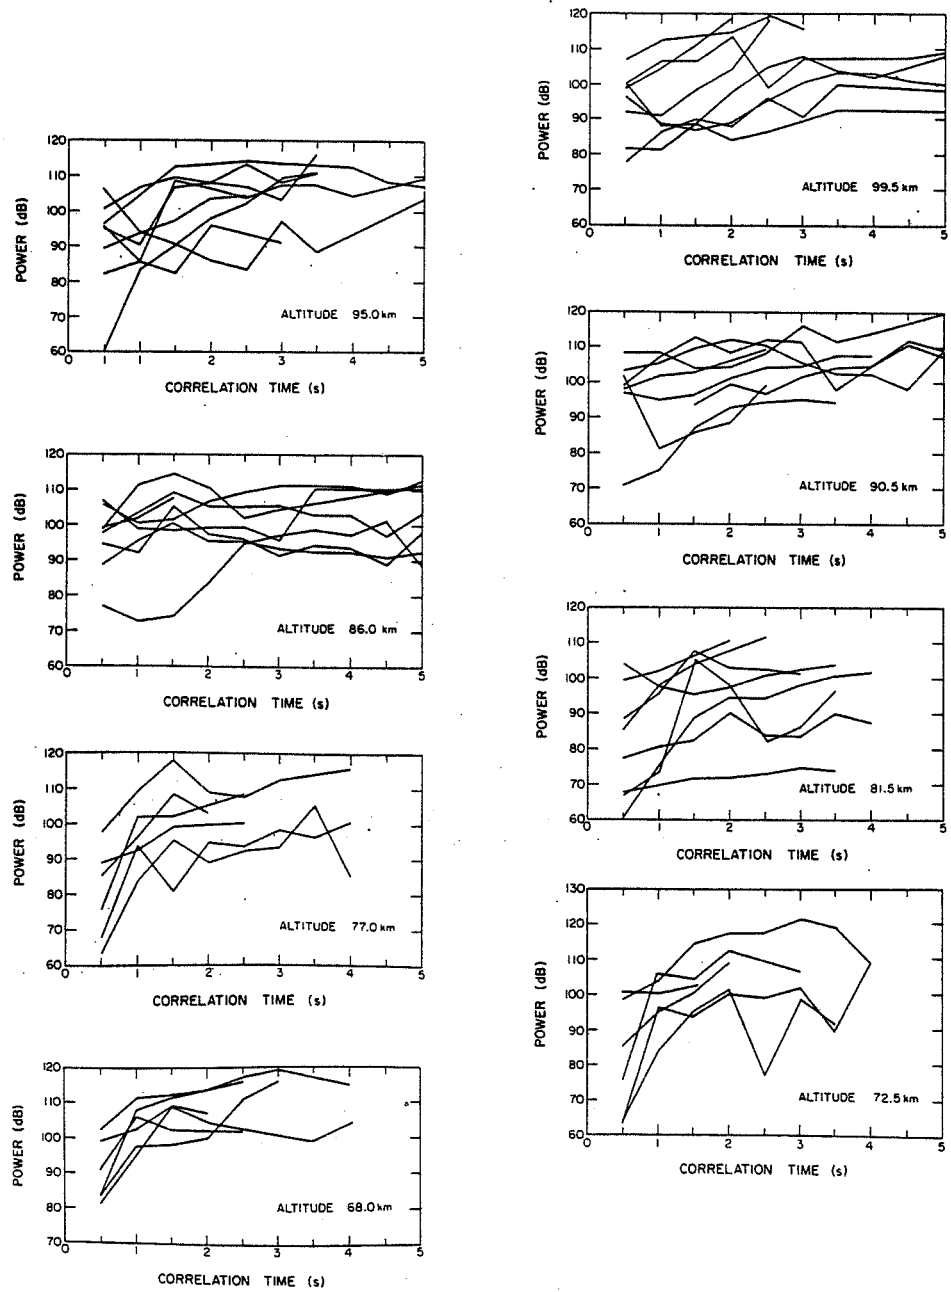 120
110
100
90
80
70
60
POWER (dB)
ALTITUDE 99.5 km
0 1 2 3 4 5
CORRELATION TIME (s)
120
110
100
90
80
70
60
POWER (dB)
ALTITUDE 95.0 km
0 1 2 3 4 5
CORRELATION TIME (s)
120
110
100
90
80
70
60
POWER (dB)
ALTITUDE 90.5 km
0 1 2 3 4 5
CORRELATION TIME (s)
120
110
100
90
80
70
60
POWER (dB)
ALTITUDE 86.0 km
0 1 2 3 4 5
CORRELATION TIME (s)
120
110
100
90
80
70
60
POWER (dB)
ALTITUDE 81.5 km
0 1 2 3 4 5
CORRELATION TIME (s)
120
110
100
90
80
70
60
POWER (dB)
ALTITUDE 77.0 km
0 1 2 3 4 5
CORRELATION TIME (s)
130
120
110
100
90
80
70
60
POWER (dB)
ALTITUDE 72.5 km
0 1 2 3 4 5
CORRELATION TIME (s)
120
110
100
90
80
70
POWER (dB)
ALTITUDE 68.0 km
0 1 2 3 4 5
CORRELATION TIME (s)